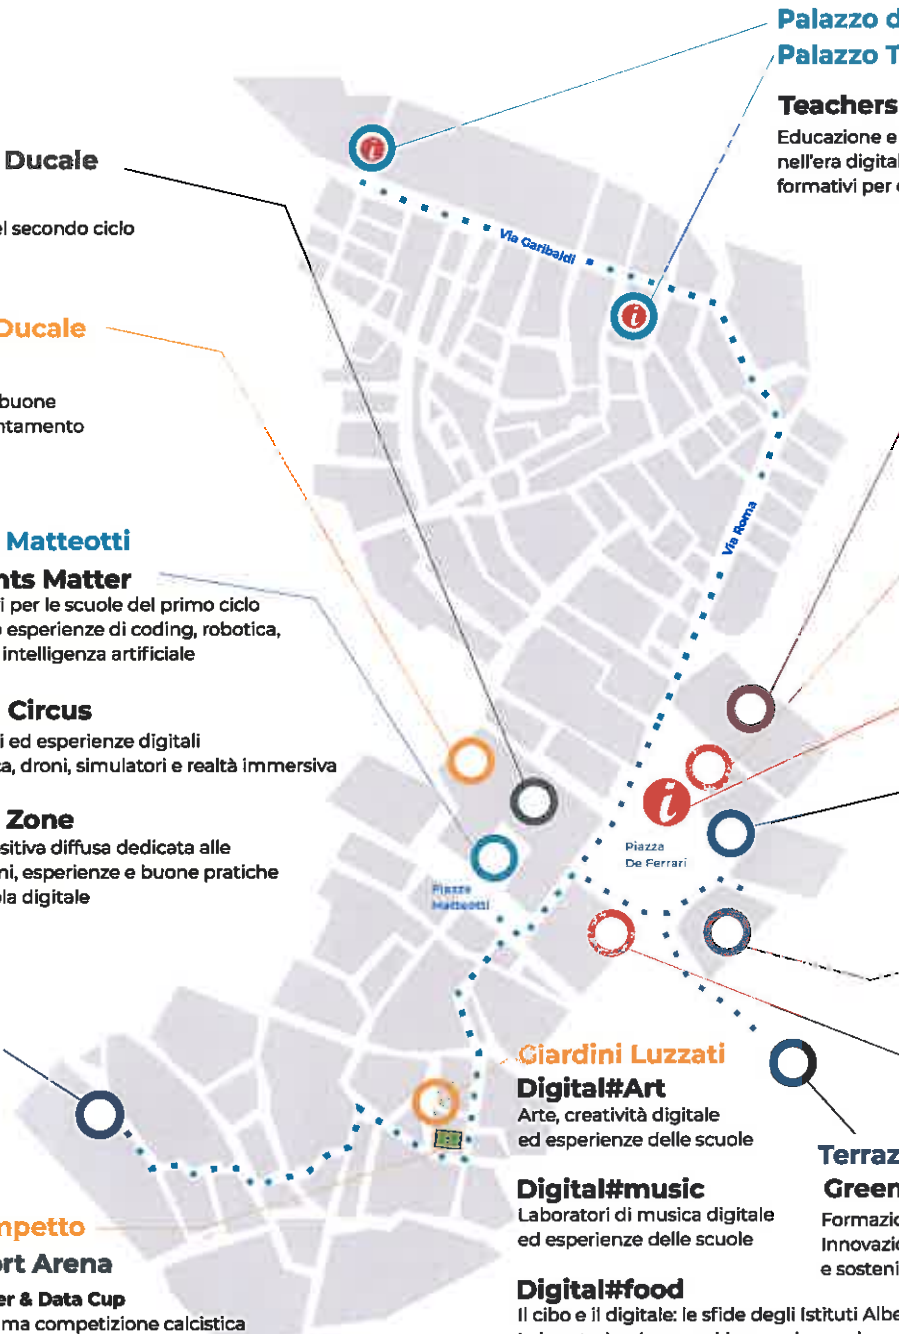 Palazzo d
Palazzo T
Teachers
Educazione e
nell'era digital
formativi per
Ducale
el secondo ciclo
Ducale
buone
ntamento
Matteotti
nts Matter
i per le scuole del primo ciclo
o esperienze di coding, robotica,
intelligenza artificiale
Circus
i ed esperienze digitali
ca, droni, simulatori e realtà immersiva
Zone
sitiva diffusa dedicata alle
ni, esperienze e buone pratiche
ola digitale
Via Garibaldi
Via Roma
i
i
i
Piazza
De Ferrari
Piazza
Matteotti
Giardini Luzzati
Digital#Art
Arte, creatività digitale
ed esperienze delle scuole
Digital#music
Laboratori di musica digitale
ed esperienze delle scuole
Digital#food
Il cibo e il digitale: le sfide degli Istituti Albe
Terraz
Green
Formazio
Innovazio
e sosteni
mpetto
ort Arena
er & Data Cup
ma competizione calcistica